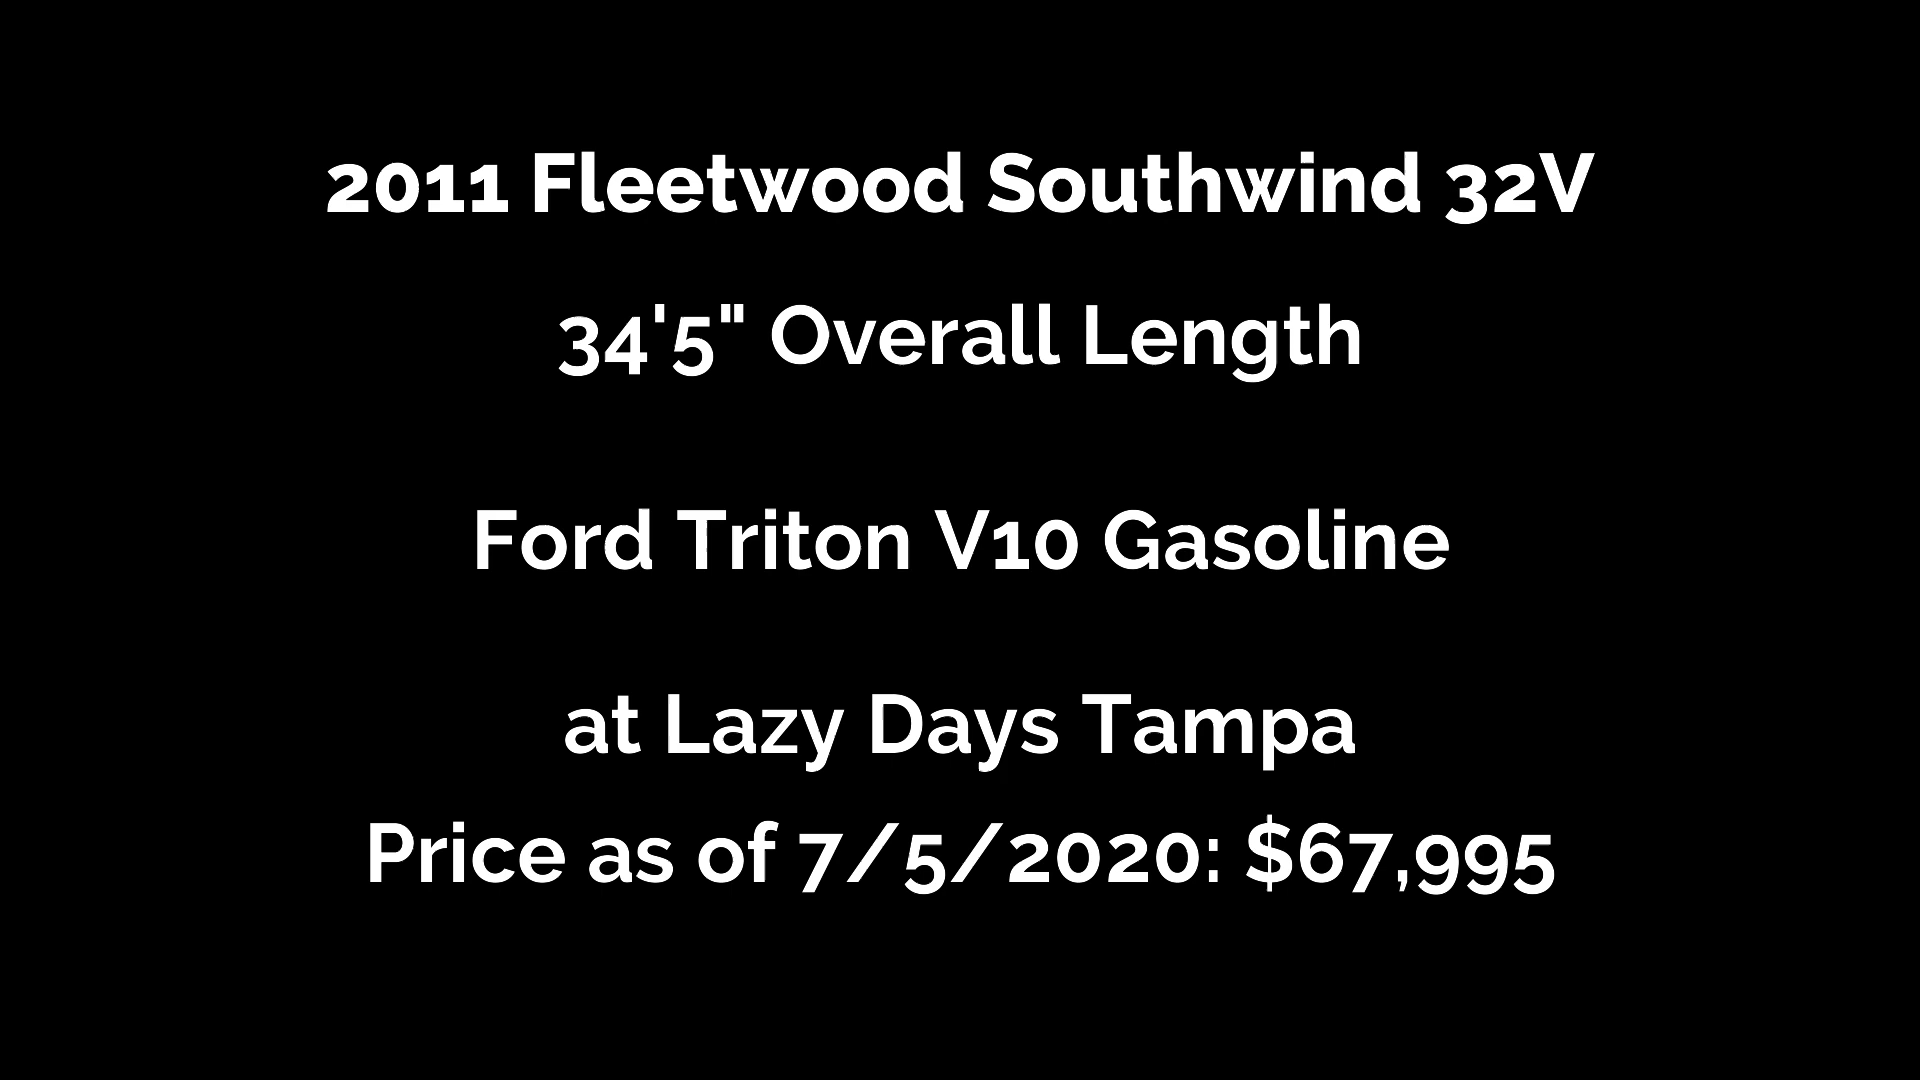 2011 Fleetwood Southwind 32V
34'5" Overall Length
Ford Triton V10 Gasoline
at Lazy Days Tampa
Price as of 7/5/2020: $67,995